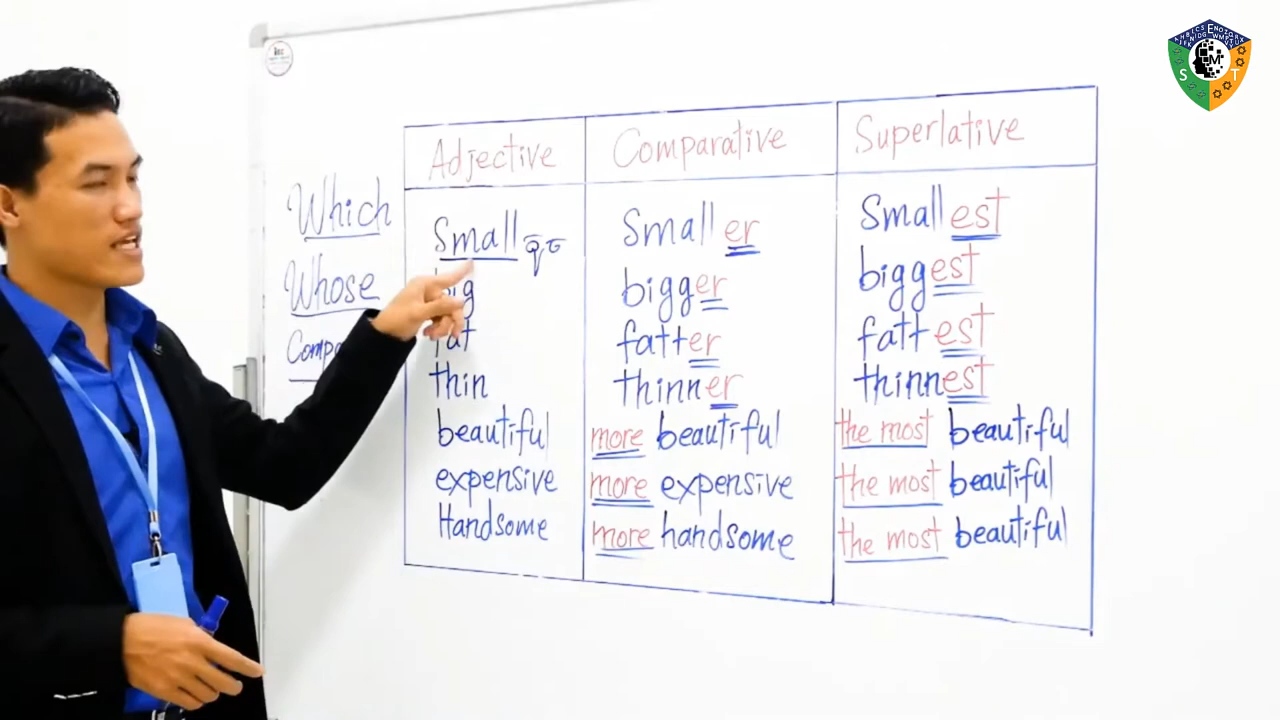 Adjective Comparative Superlative
Which
Small Smaller Smallest
Whose
big bigger biggest
fat fatter fattest
thin thinner thinnest
beautiful more beautiful the most beautiful
expensive more expensive the most beautiful
Handsome more handsome the most beautiful
S M T